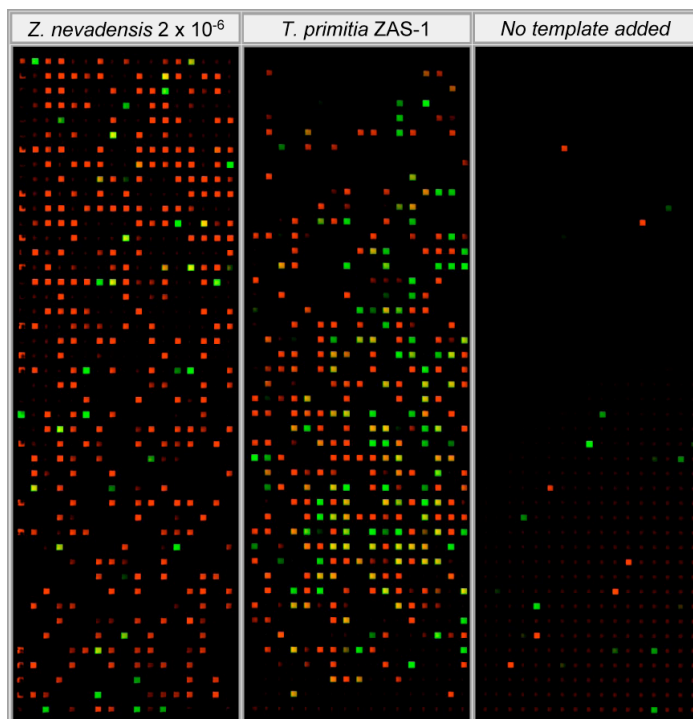 Z. nevadensis 2 x 10⁻⁶
T. primitia ZAS-1
No template added